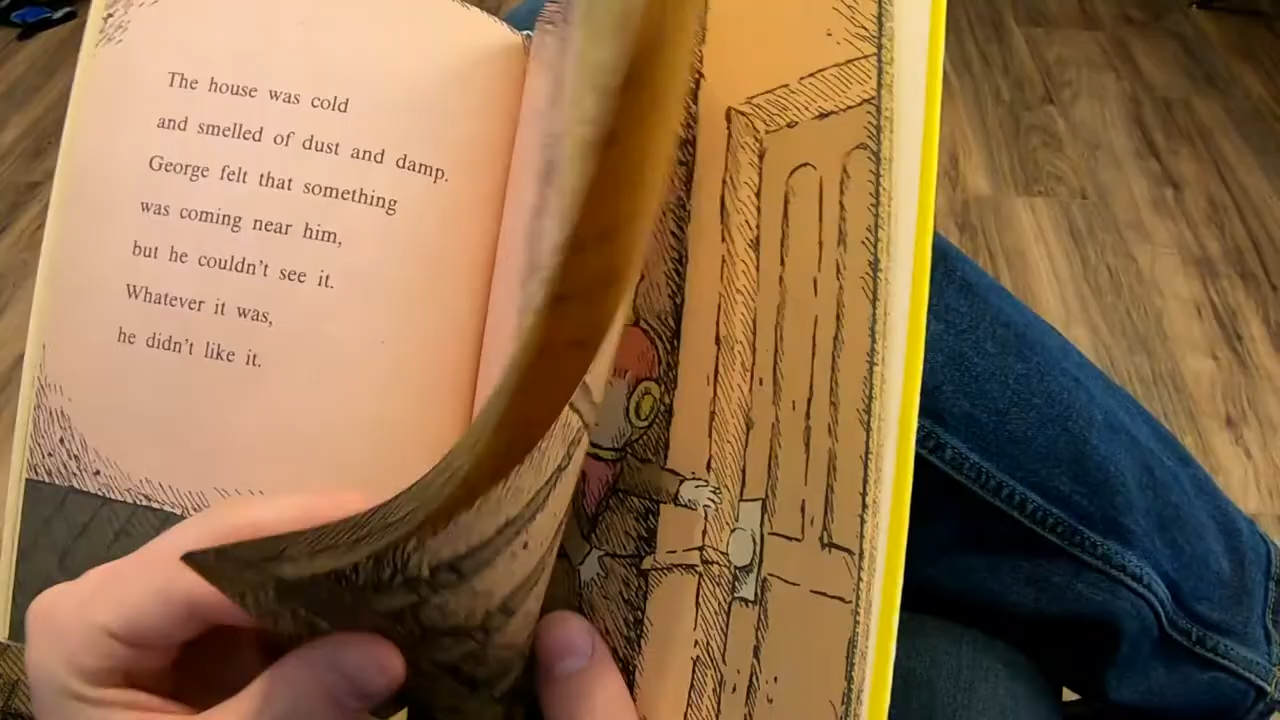 The house was cold
and smelled of dust and damp.
George felt that something
was coming near him,
but he couldn't see it.
Whatever it was,
he didn't like it.